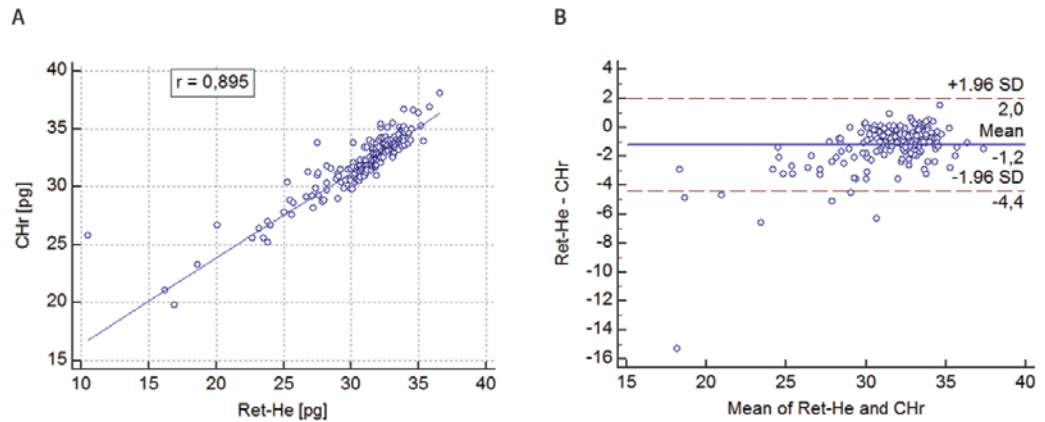 A
r = 0,895
CHr [pg]
40
35
30
25
20
15
10 15 20 25 30 35 40
Ret-He [pg]
B
Ret-He - CHr
4
2
0
-2
-4
-6
-8
-10
-12
-14
-16
+1.96 SD
2,0
Mean
-1,2
-1.96 SD
-4,4
15 20 25 30 35 40
Mean of Ret-He and CHr